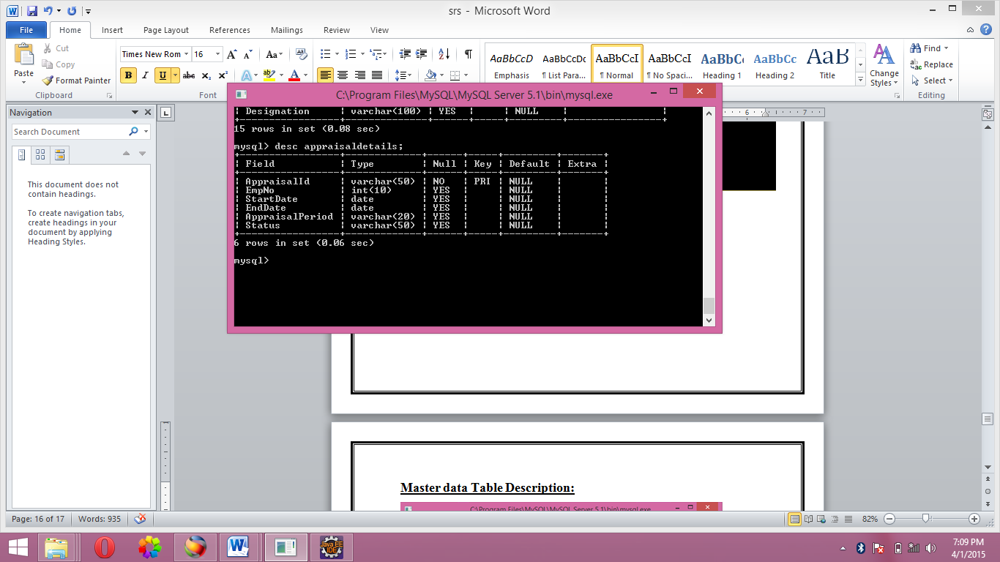 srs - Microsoft Word
File Home Insert Page Layout References Mailings Review View
Paste
Cut
Copy
Format Painter
Clipboard
Times New Rom 16
B I U abc X₂ X² A ab A
Font
AaBbCcD AaBbCcDc AaBbCcI AaBbCcI AaBbCc AaBbCc AaB
Emphasis ¶ List Para... ¶ Normal ¶ No Spaci... Heading 1 Heading 2 Title
Change Styles
Find
Replace
Select
Editing
Navigation
Search Document
This document does not
contain headings.
To create navigation tabs,
create headings in your
document by applying
Heading Styles.
6 7
C:\Program Files\MySQL\MySQL Server 5.1\bin\mysql.exe
| Designation | varchar(100) | YES | | NULL | |
15 rows in set (0.08 sec)
mysql> desc appraisaldetails;
| Field | Type | Null | Key | Default | Extra |
| AppraisalId | varchar(50) | NO | PRI | NULL | |
| EmpNo | int(10) | YES | | NULL | |
| StartDate | date | YES | | NULL | |
| EndDate | date | YES | | NULL | |
| AppraisalPeriod | varchar(20) | YES | | NULL | |
| Status | varchar(50) | YES | | NULL | |
6 rows in set (0.06 sec)
mysql>
Master data Table Description:
C:\Program Files\MySQL\MySQL Server 5.1\bin\mysql.exe
Page: 16 of 17 Words: 935 82%
Java EE
IDE
7:09 PM
4/1/2015